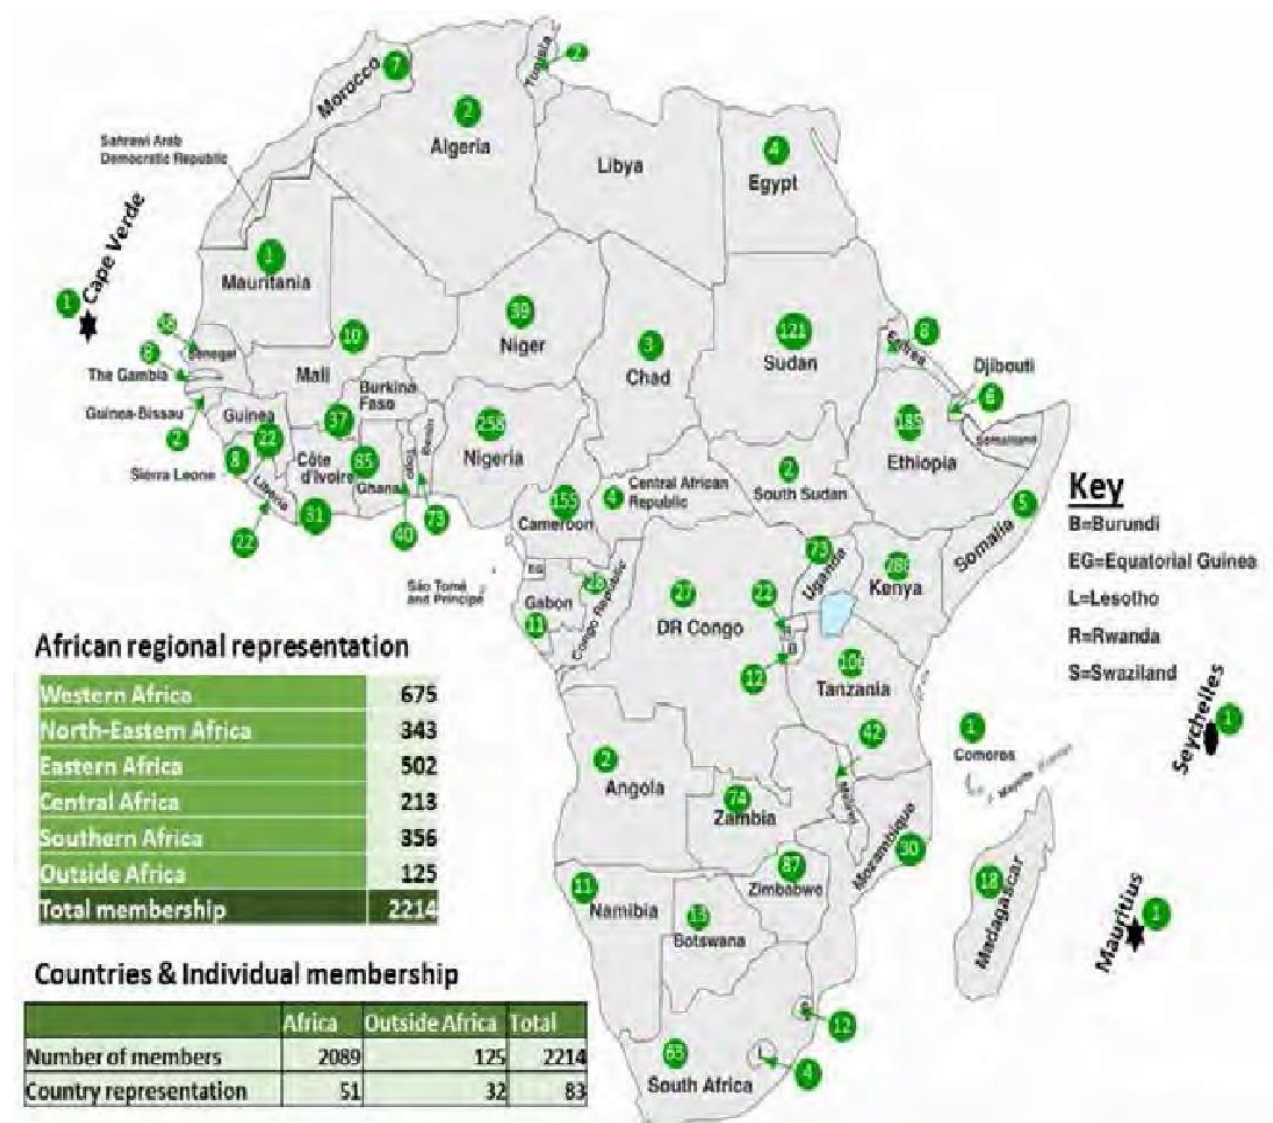 Morocco
7
Tunisia
2
2
Algeria
Libya
4
Egypt
Sahrawi Arab
Democratic Republic
Cape Verde
1
1
Mauritania
10
Mali
39
Niger
3
Chad
121
Sudan
8
Eritrea
Djibouti
6
Senegal
8
The Gambia
Guinea-Bissau
2
Guinea
22
8
Sierra Leone
Liberia
22
Côte
d'Ivoire
31
Burkina
Faso
37
85
Ghana
Togo
40
Benin
73
258
Nigeria
155
Cameroon
4
Central African
Republic
2
South Sudan
185
Ethiopia
Somaliland
5
Somalia
São Tomé
and Principe
EG
Gabon
11
Congo Republic
27
DR Congo
22
B
12
73
Uganda
Kenya
106
Tanzania
42
Key
B=Burundi
EG=Equatorial Guinea
L=Lesotho
R=Rwanda
S=Swaziland
Seychelles
1
1
Comoros
2
Angola
74
Zambia
Mozambique
30
87
Zimbabwe
18
Madagascar
Mauritius
1
11
Namibia
13
Botswana
12
L
4
South Africa
African regional representation
Western Africa 675
North-Eastern Africa 343
Eastern Africa 502
Central Africa 213
Southern Africa 356
Outside Africa 125
Total membership 2214
Countries & Individual membership
Africa Outside Africa Total
Number of members 2089 125 2214
Country representation 51 32 83